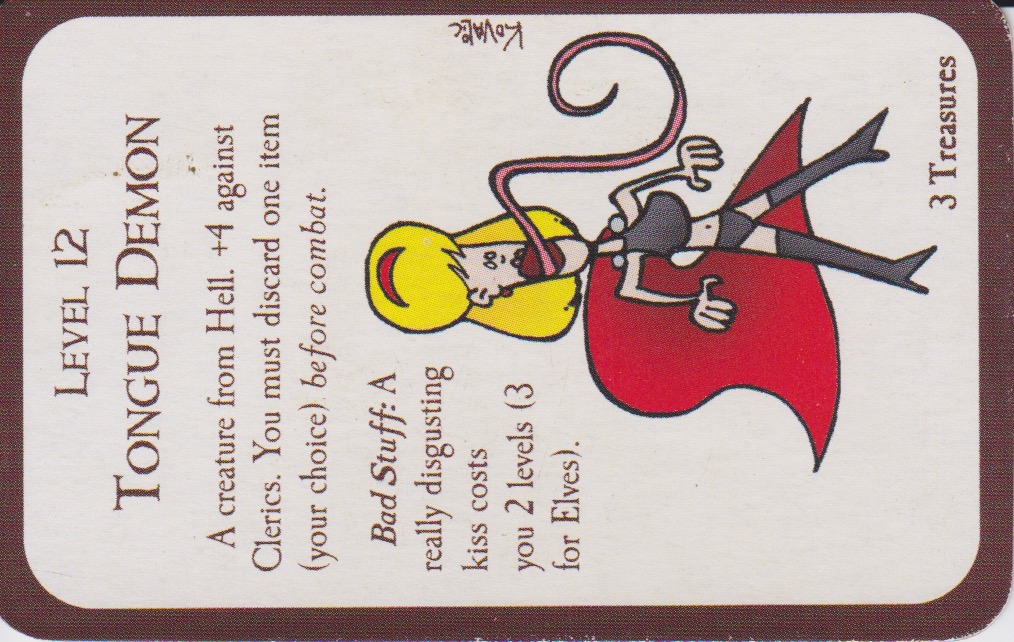 LEVEL 12
TONGUE DEMON
A creature from Hell. +4 against
Clerics. You must discard one item
(your choice) before combat.
Bad Stuff: A
really disgusting
kiss costs
you 2 levels (3
for Elves).
KOVALIC
3 Treasures